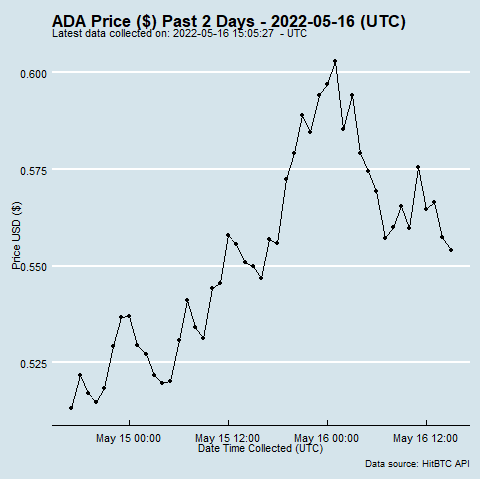 ADA Price ($) Past 2 Days - 2022-05-16 (UTC)
Latest data collected on: 2022-05-16 15:05:27  - UTC
0.600
0.575
0.550
0.525
Price USD ($)
May 15 00:00
May 15 12:00
May 16 00:00
May 16 12:00
Date Time Collected (UTC)
Data source: HitBTC API